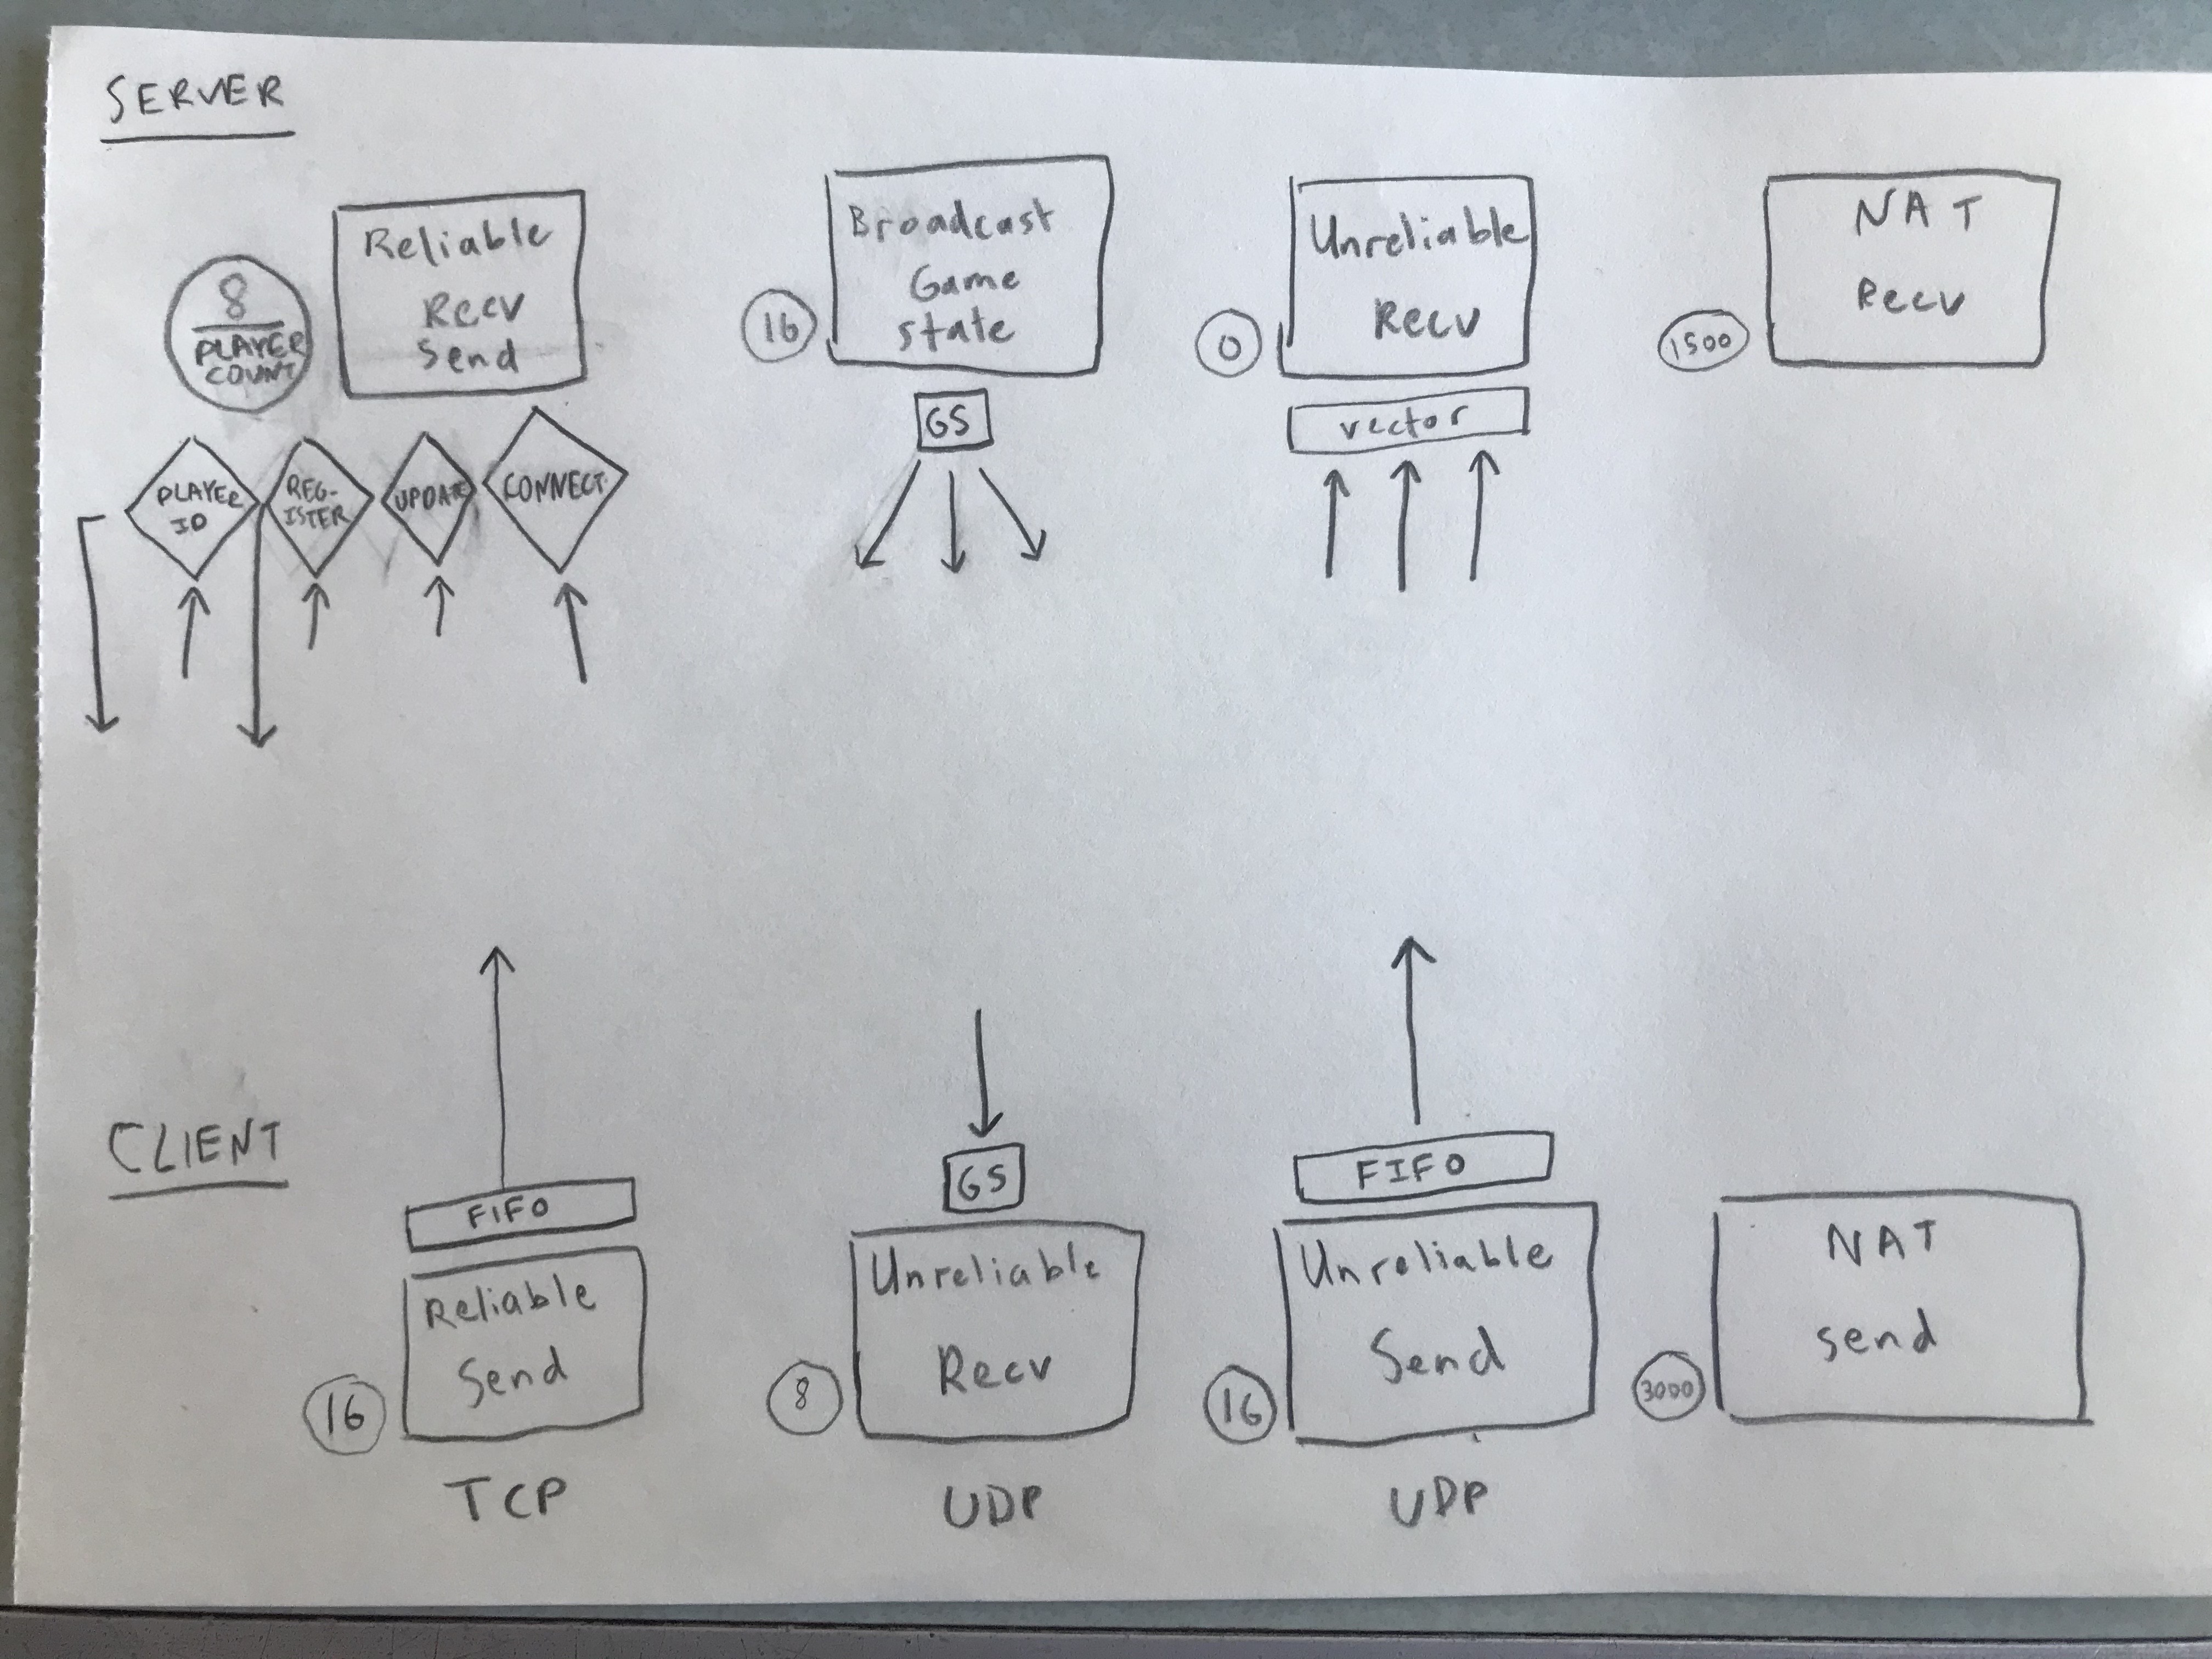 SERVER
Reliable
Recv
Send
8
PLAYER
COUNT
PLAYER
ID
REG-
ISTER
UPDATE
CONNECT
Broadcast
Game
State
16
GS
Unreliable
Recv
0
vector
NAT
Recv
1500
CLIENT
FIFO
Reliable
Send
16
TCP
GS
Unreliable
Recv
8
UDP
FIFO
Unreliable
Send
16
UDP
NAT
Send
3000